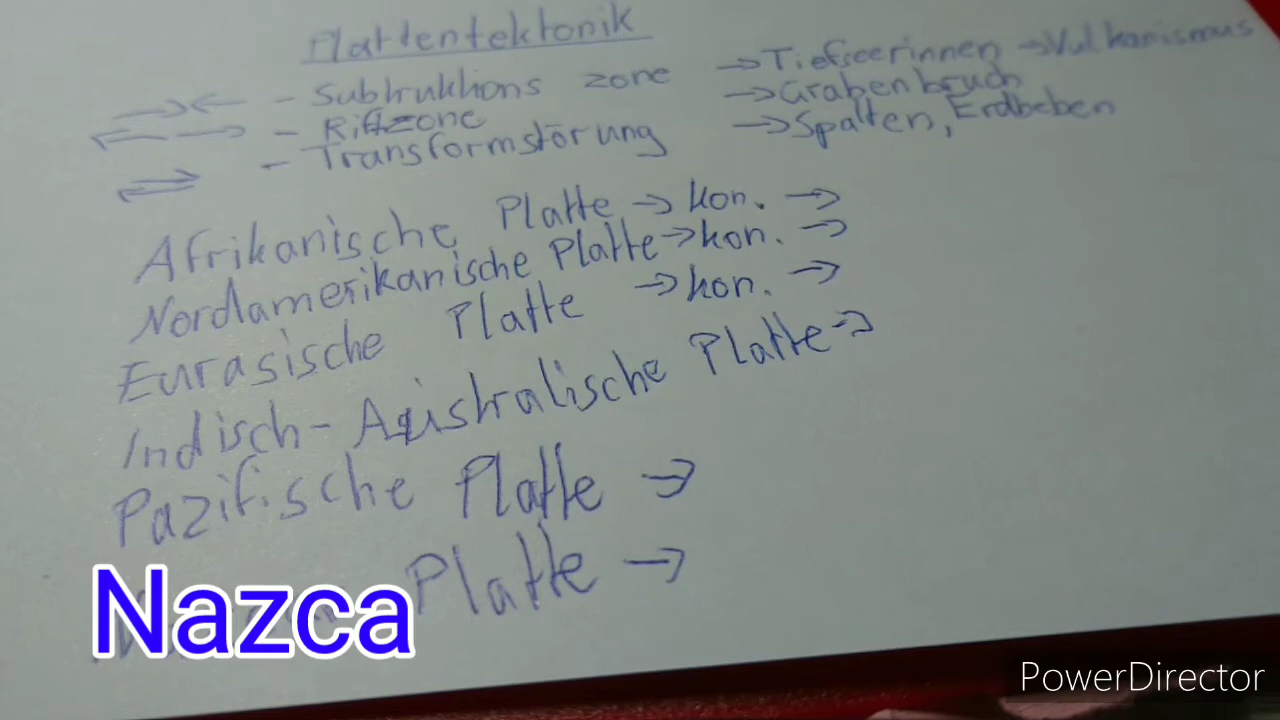 Plattentektonik
→← - Subtruktions zone → Tiefseerinnen → Vulkanismus
← → - Riftzone → Grabenbruch
⇌ - Transformstörung → Spalten, Erdbeben
Afrikanische Platte → kon. →
Nordamerikanische Platte → kon. →
Eurasische Platte → kon. →
Indisch-Australische Platte →
Pazifische Platte →
Nazca Platte →
PowerDirector